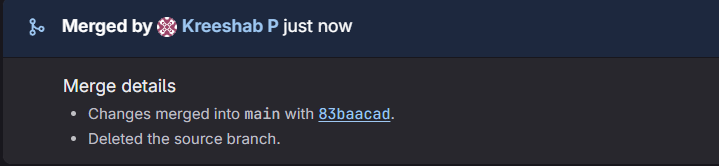 Merged by Kreeshab P just now
Merge details
• Changes merged into main with 83baacad.
• Deleted the source branch.